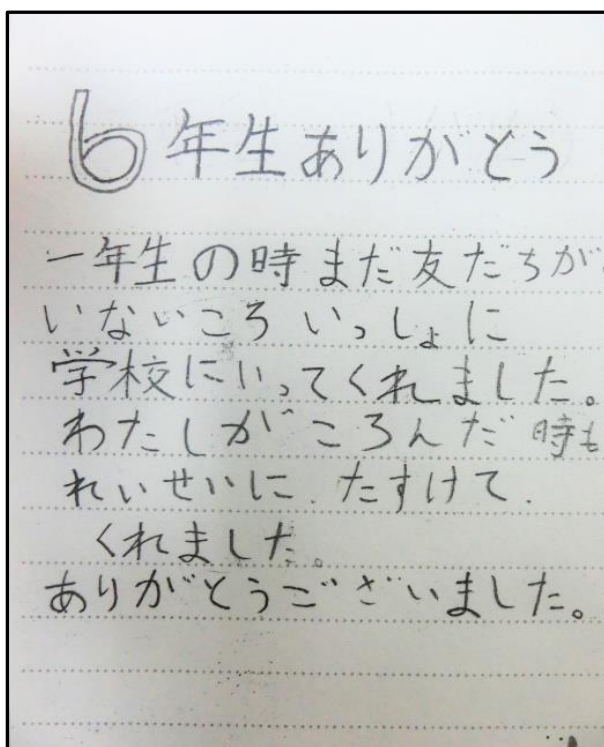 6年生ありがとう
一年生の時まだ友だちが
いないころいっしょに
学校にいってくれました。
わたしがころんだ時も
れいせいに.たすけて.
くれました。
ありがとうございました。